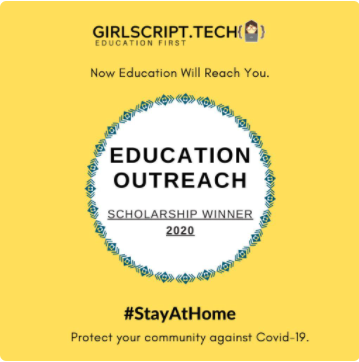 GIRLSCRIPT.TECH{}
EDUCATION FIRST
Now Education Will Reach You.
EDUCATION
OUTREACH
SCHOLARSHIP WINNER
2020
#StayAtHome
Protect your community against Covid-19.